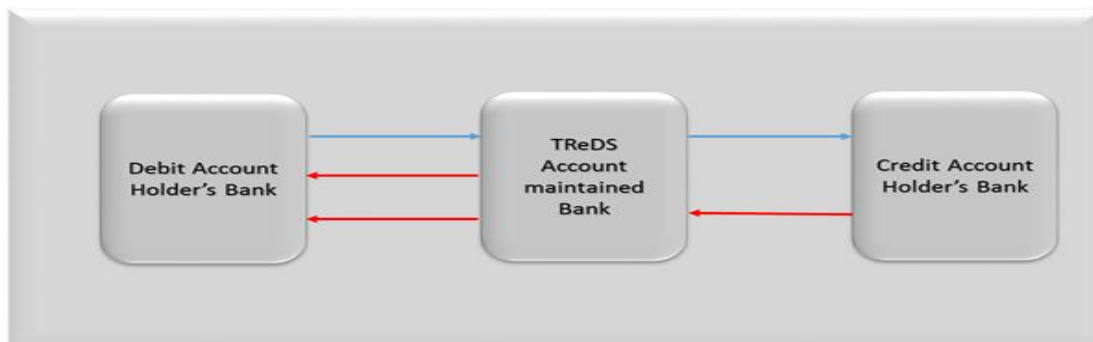 Debit Account
Holder's Bank
TReDS
Account
maintained
Bank
Credit Account
Holder's Bank